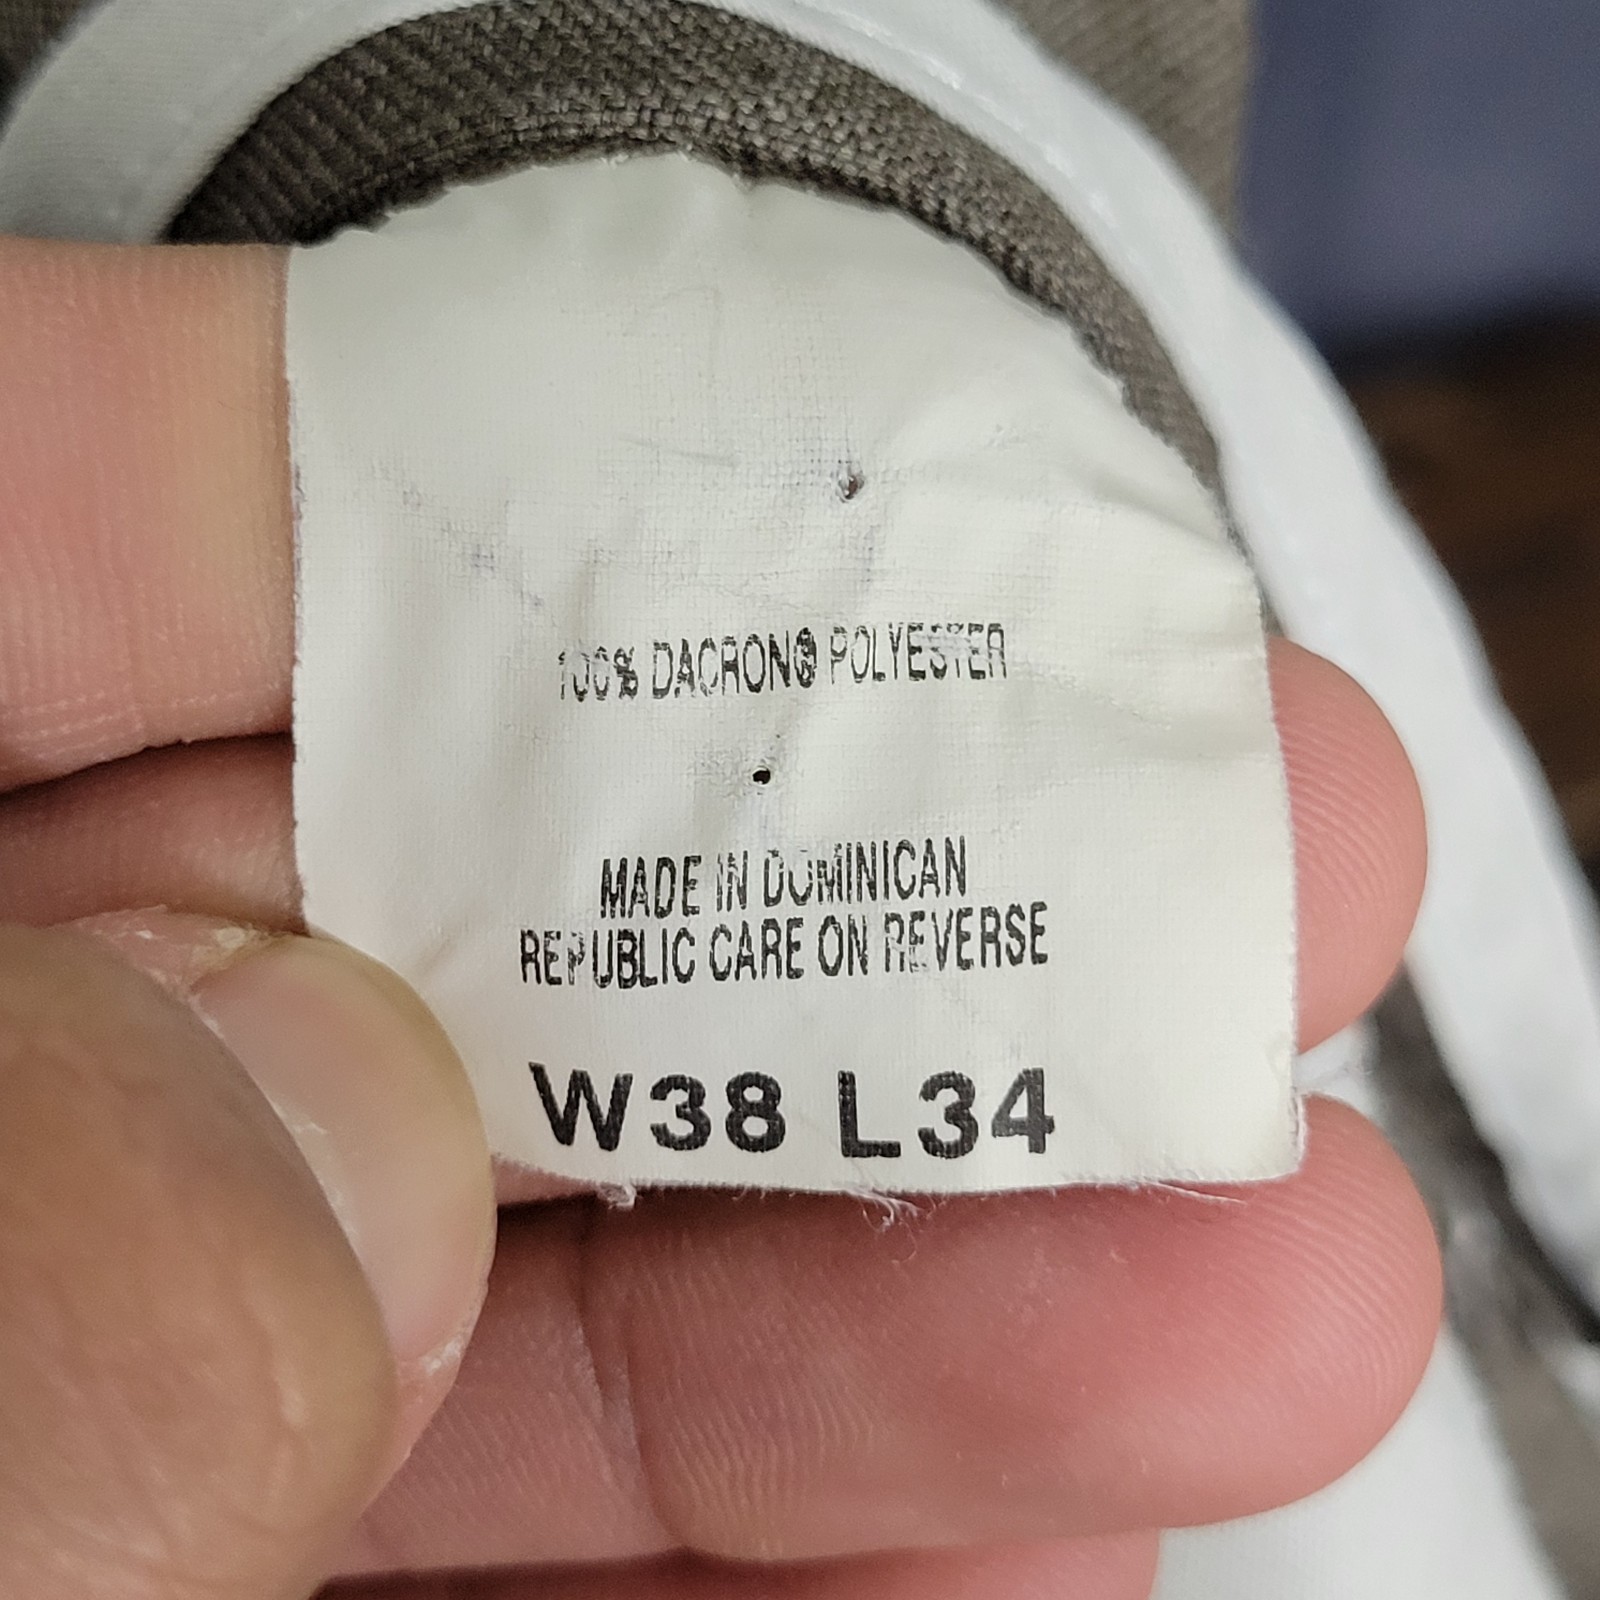 100% DACRON® POLYESTER
MADE IN DOMINICAN
REPUBLIC CARE ON REVERSE
W38 L34